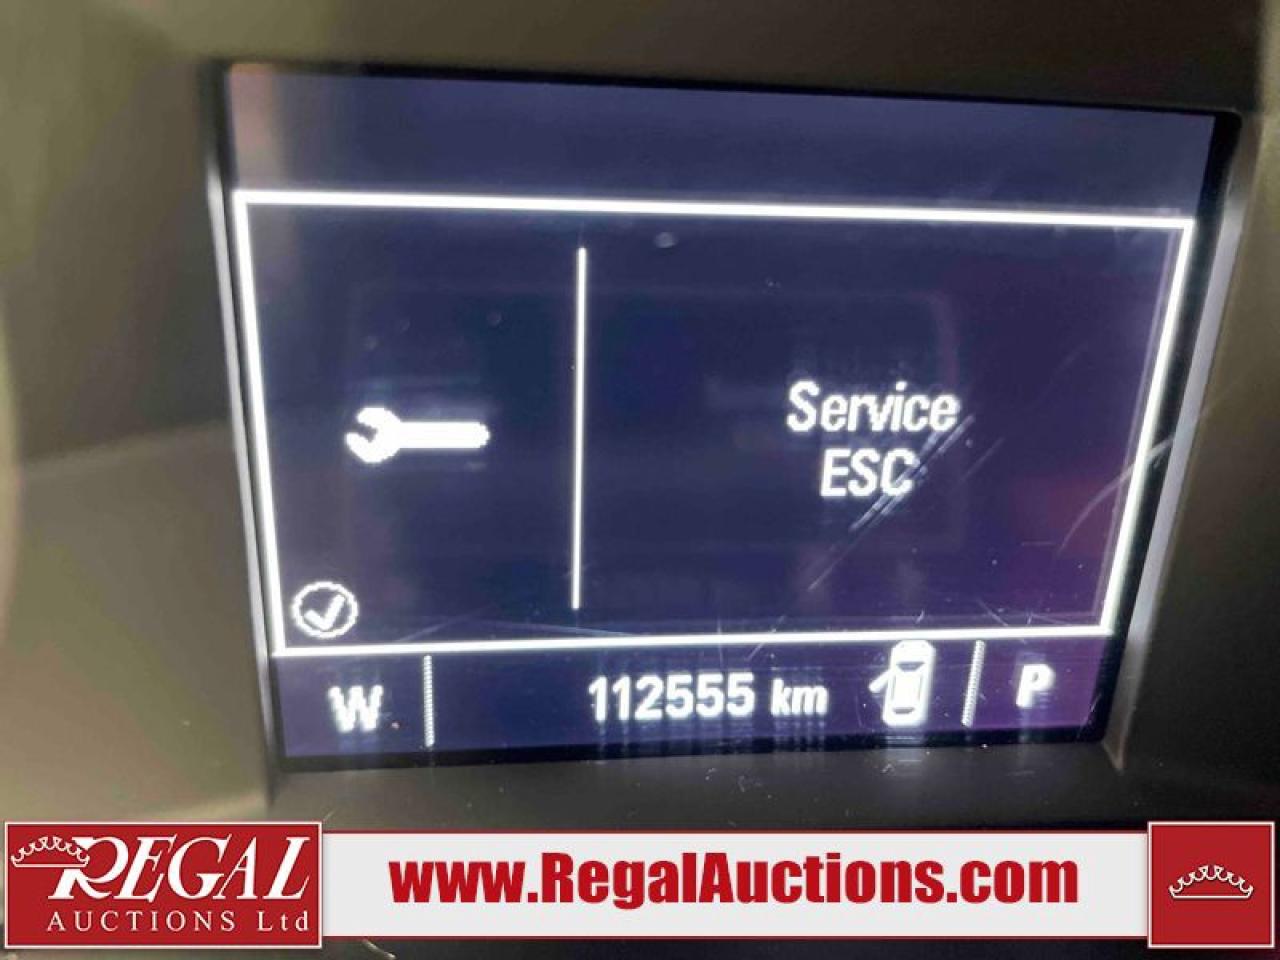 Service
ESC
W
112555 km
P
REGAL
AUCTIONS Ltd
www.RegalAuctions.com